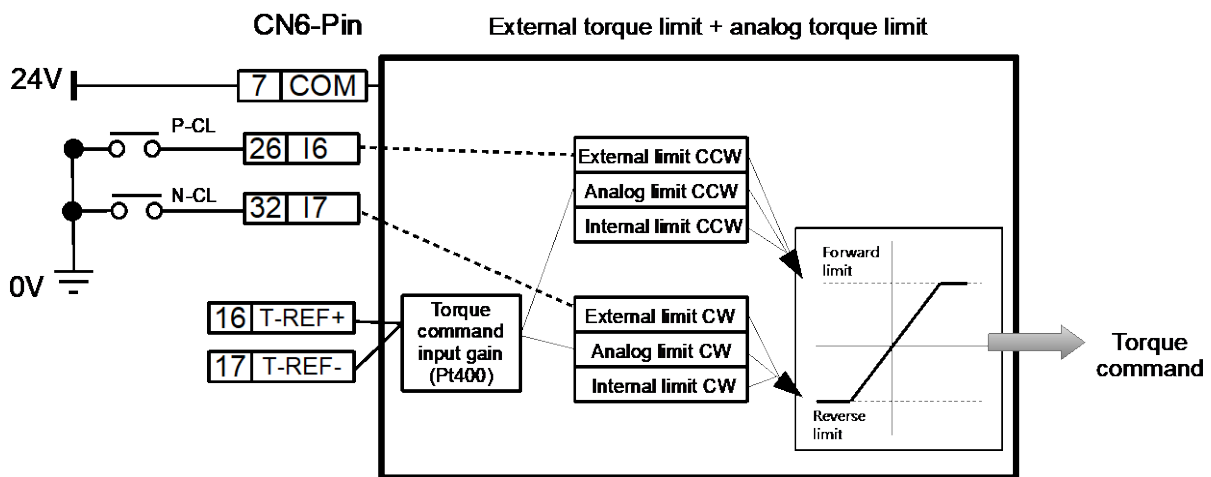 CN6-Pin
External torque limit + analog torque limit
24V
7 COM
P-CL
26 I6
N-CL
32 I7
0V
16 T-REF+
17 T-REF-
Torque
command
input gain
(Pt400)
External limit CCW
Analog limit CCW
Internal limit CCW
External limit CW
Analog limit CW
Internal limit CW
Forward
limit
Reverse
limit
Torque
command